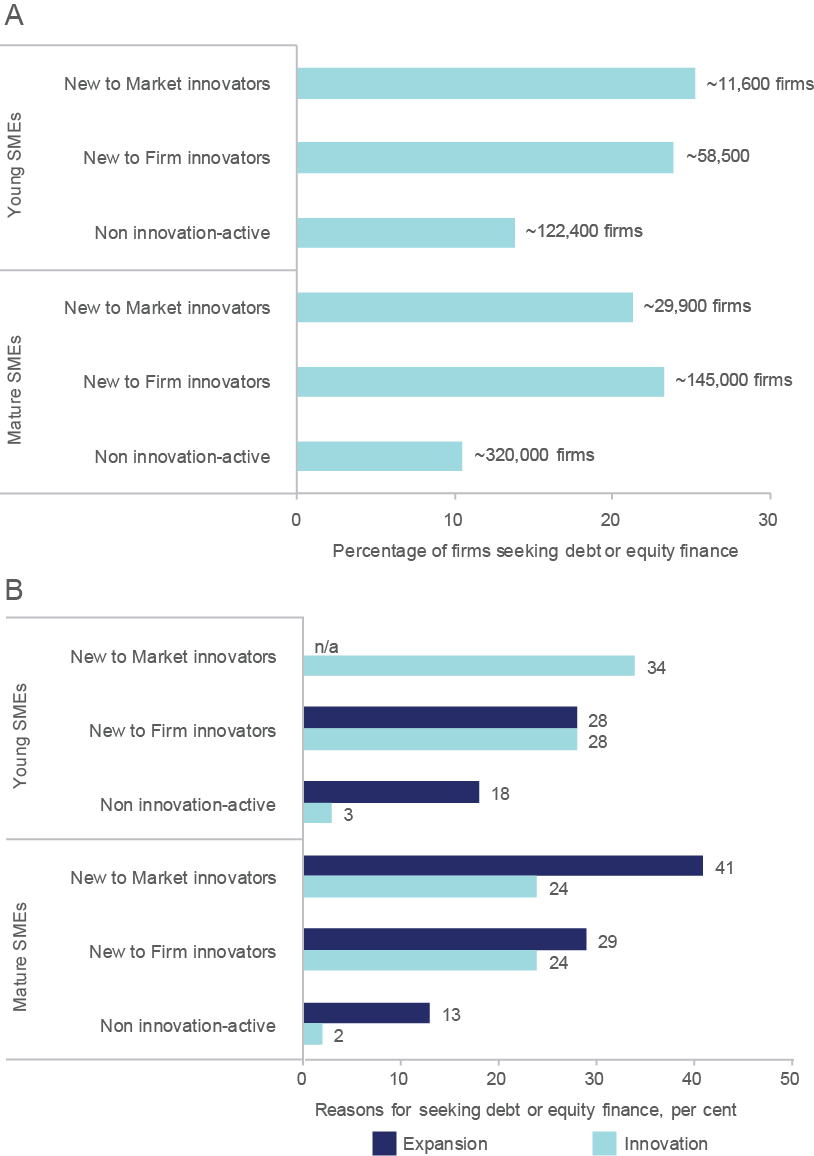 A
Young SMEs
New to Market innovators
~11,600 firms
New to Firm innovators
~58,500
Non innovation-active
~122,400 firms
Mature SMEs
New to Market innovators
~29,900 firms
New to Firm innovators
~145,000 firms
Non innovation-active
~320,000 firms
0 10 20 30
Percentage of firms seeking debt or equity finance
B
Young SMEs
New to Market innovators
n/a
34
New to Firm innovators
28
28
Non innovation-active
18
3
Mature SMEs
New to Market innovators
41
24
New to Firm innovators
29
24
Non innovation-active
13
2
0 10 20 30 40 50
Reasons for seeking debt or equity finance, per cent
Expansion Innovation